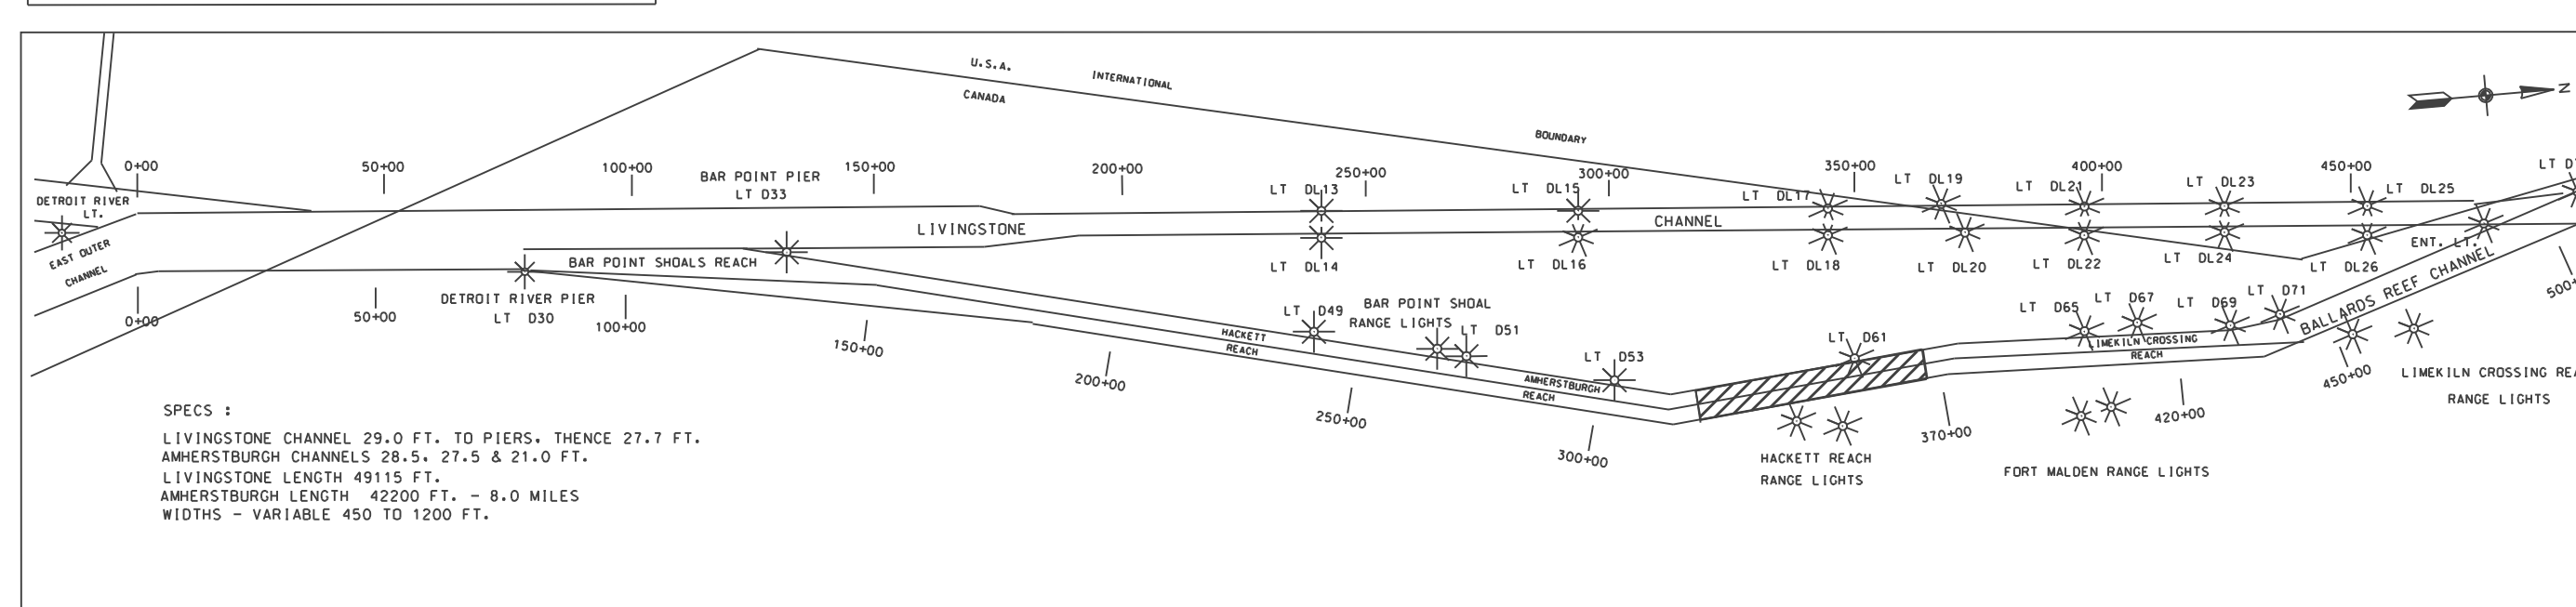 U.S.A.
INTERNATIONAL
CANADA
BOUNDARY
N
0+00
50+00
100+00
150+00
200+00
250+00
300+00
350+00
400+00
450+00
BAR POINT PIER
LT D33
LT DL13
LT DL15
LT DL17
LT DL19
LT DL21
LT DL23
LT DL25
DETROIT RIVER
LT.
EAST OUTER
CHANNEL
LIVINGSTONE
CHANNEL
BAR POINT SHOALS REACH
LT DL14
LT DL16
LT DL18
LT DL20
LT DL22
LT DL24
LT DL26
ENT. LT.
BALLARDS REEF CHANNEL
DETROIT RIVER PIER
LT D30
0+00
50+00
100+00
150+00
200+00
250+00
300+00
370+00
420+00
450+00
LT D49
BAR POINT SHOAL
RANGE LIGHTS
LT D51
LT D53
LT D61
LT D65
LT D67
LT D69
LT D71
HACKETT
REACH
AMHERSTBURGH
REACH
LIMEKILN CROSSING
REACH
HACKETT REACH
RANGE LIGHTS
FORT MALDEN RANGE LIGHTS
LIMEKILN CROSSING
RANGE LIGHTS
SPECS :
LIVINGSTONE CHANNEL 29.0 FT. TO PIERS. THENCE 27.7 FT.
AMHERSTBURGH CHANNELS 28.5. 27.5 & 21.0 FT.
LIVINGSTONE LENGTH 49115 FT.
AMHERSTBURGH LENGTH 42200 FT. - 8.0 MILES
WIDTHS - VARIABLE 450 TO 1200 FT.